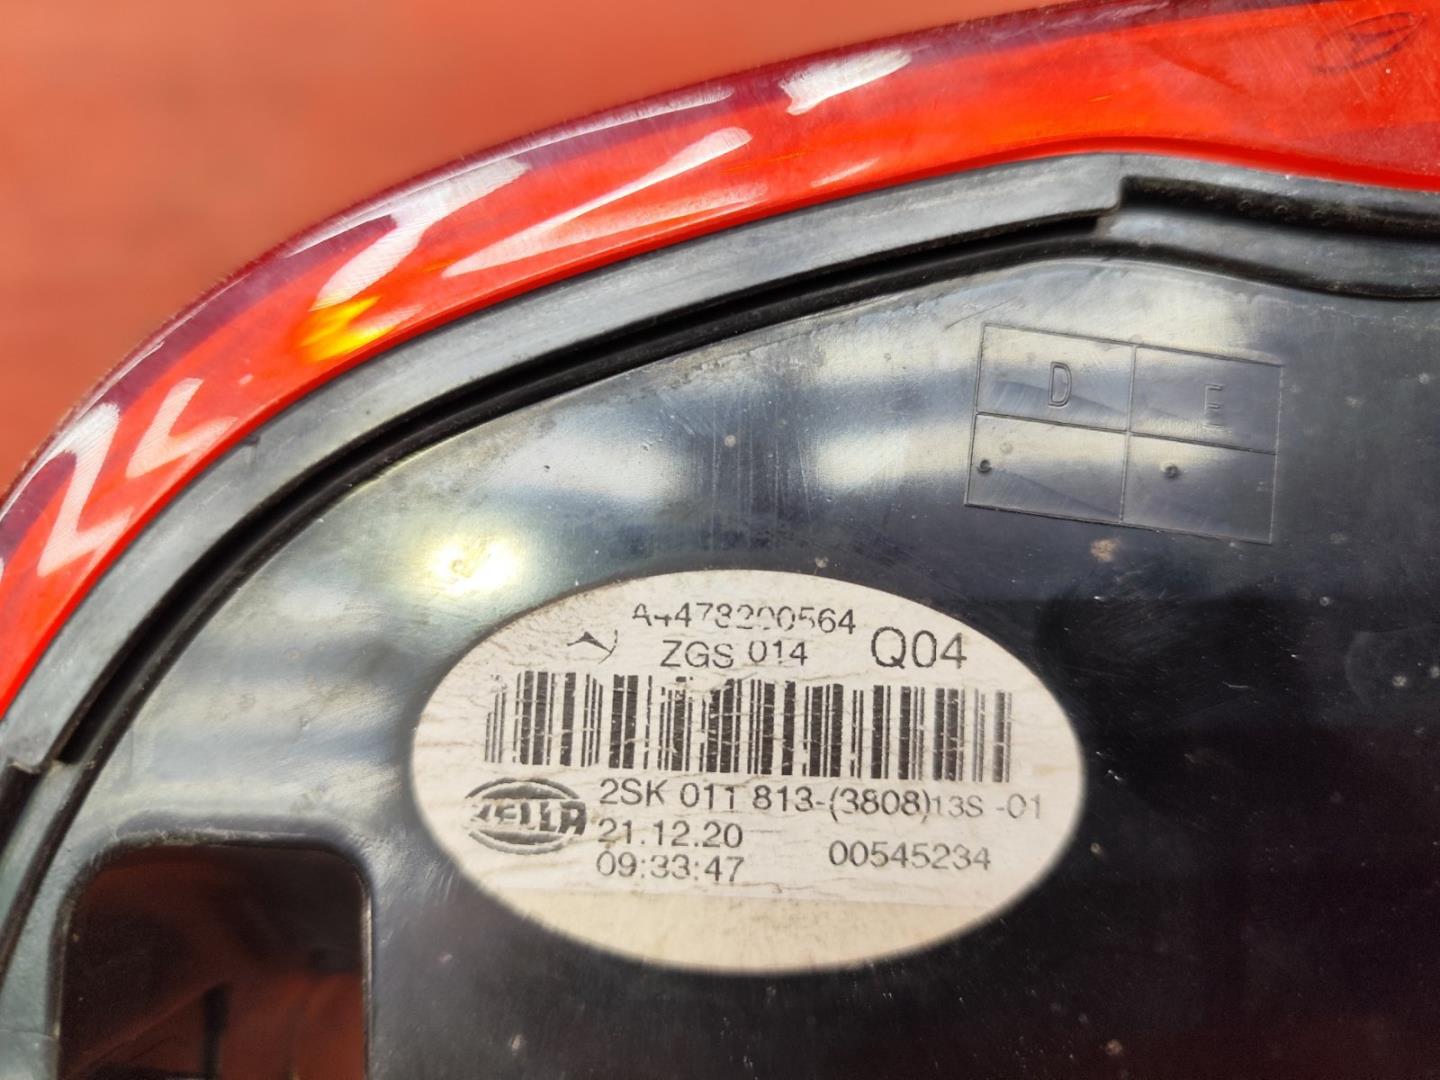 D E
A4478200564
ZGS 014 Q04
HELLA
2SK 011 813-(3808)13S -01
21.12.20
09:33:47 00545234